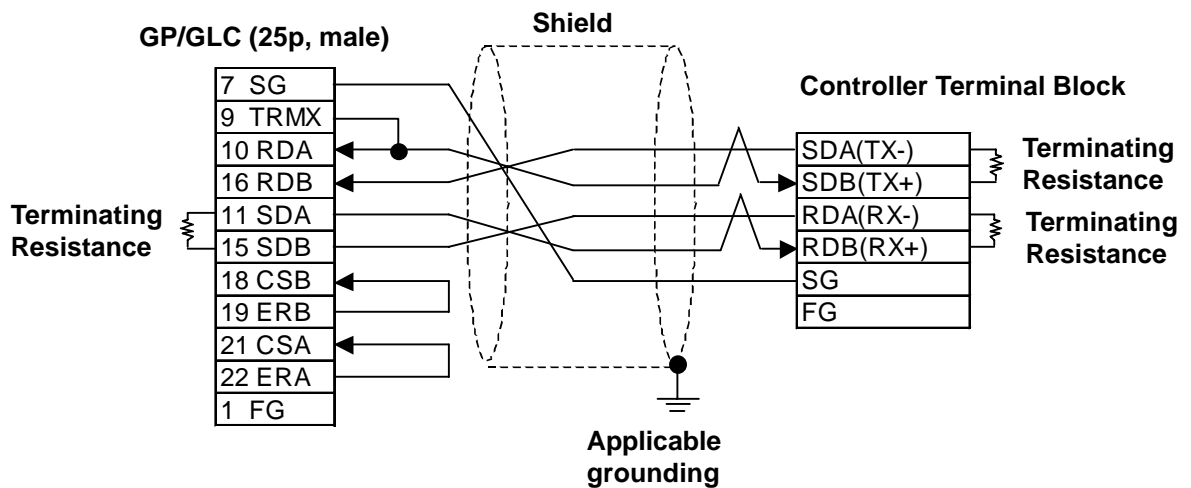 Shield
GP/GLC (25p, male)
7 SG
9 TRMX
10 RDA
16 RDB
11 SDA
15 SDB
18 CSB
19 ERB
21 CSA
22 ERA
1 FG
Terminating
Resistance
Controller Terminal Block
SDA(TX-)
SDB(TX+)
RDA(RX-)
RDB(RX+)
SG
FG
Terminating
Resistance
Terminating
Resistance
Applicable
grounding